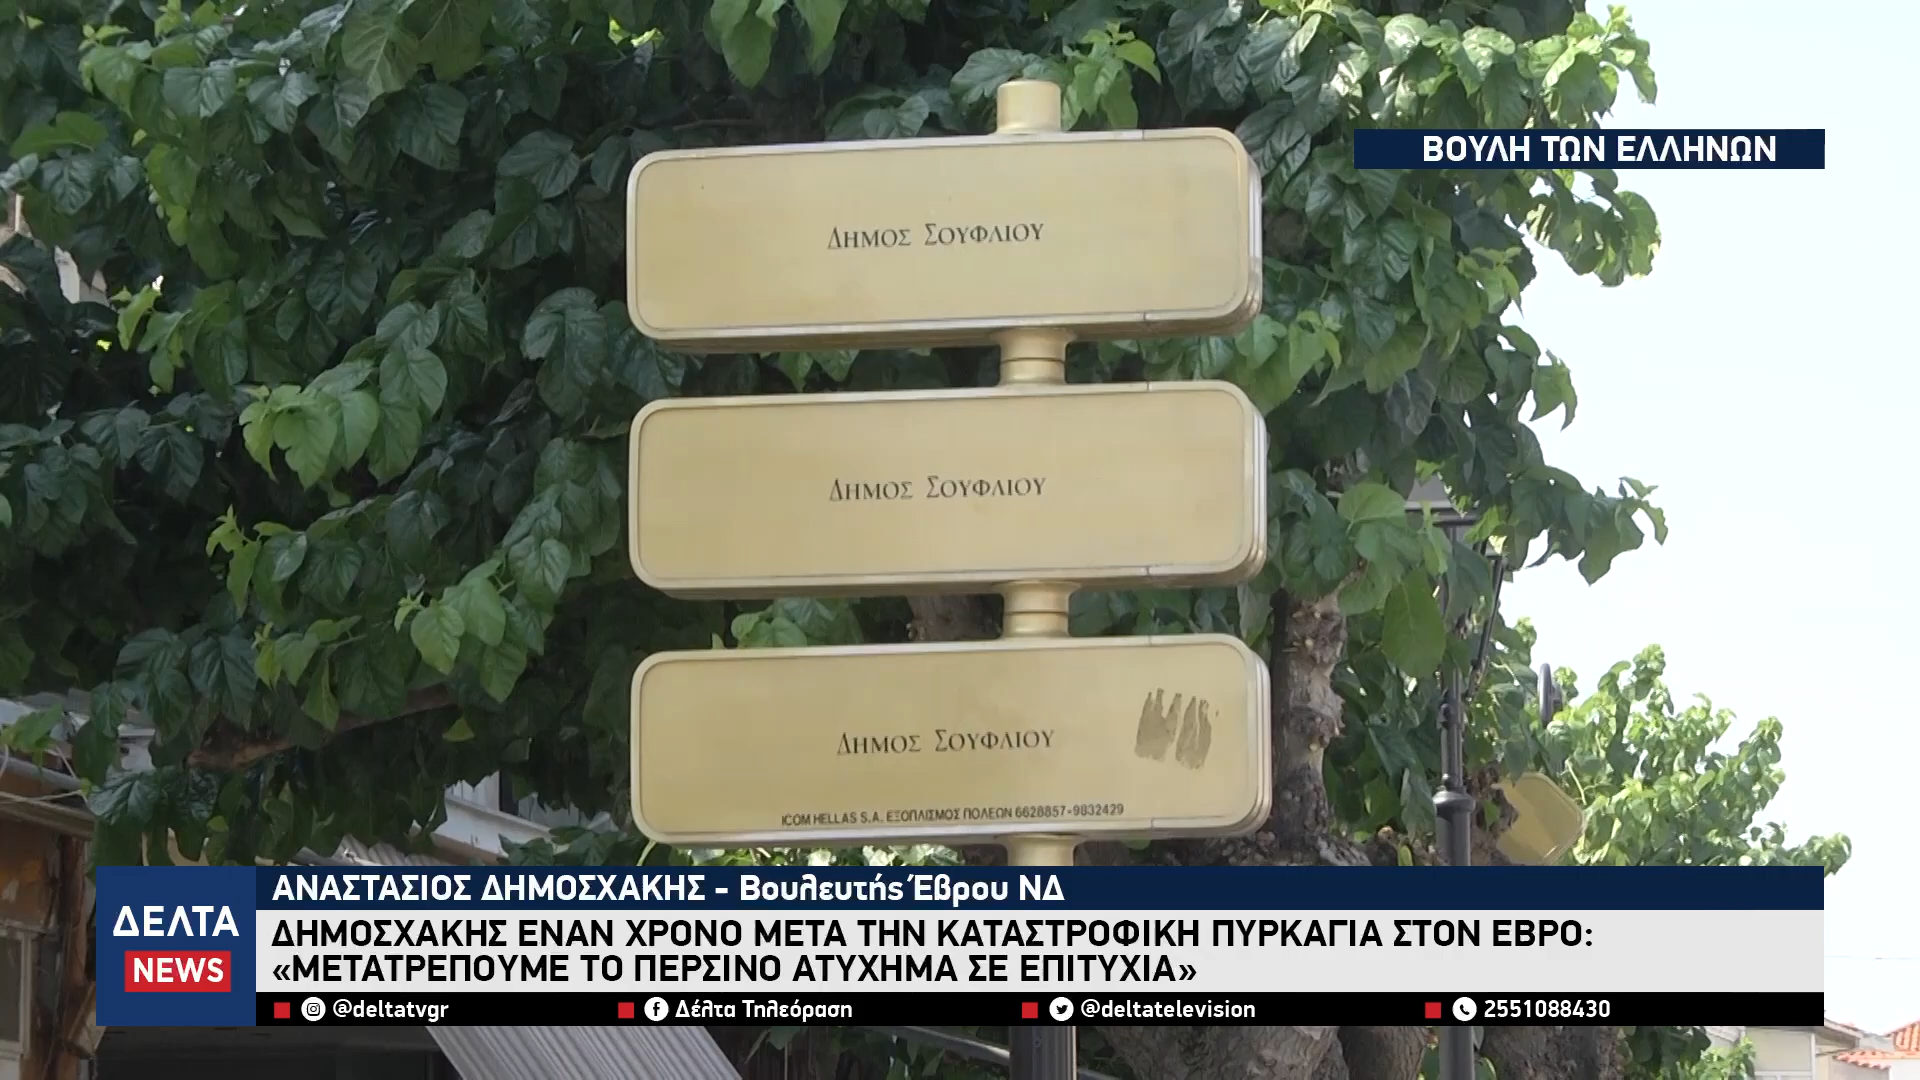 ΒΟΥΛΗ ΤΩΝ ΕΛΛΗΝΩΝ
ΔΗΜΟΣ ΣΟΥΦΛΙΟΥ
ΔΗΜΟΣ ΣΟΥΦΛΙΟΥ
ΔΗΜΟΣ ΣΟΥΦΛΙΟΥ
ICOM HELLAS S.A. ΕΞΟΠΛΙΣΜΟΣ ΠΟΛΕΩΝ 6628857-9832429
ΔΕΛΤΑ
NEWS
ΑΝΑΣΤΑΣΙΟΣ ΔΗΜΟΣΧΑΚΗΣ - Βουλευτής Έβρου ΝΔ
ΔΗΜΟΣΧΑΚΗΣ ΕΝΑΝ ΧΡΟΝΟ ΜΕΤΑ ΤΗΝ ΚΑΤΑΣΤΡΟΦΙΚΗ ΠΥΡΚΑΓΙΑ ΣΤΟΝ ΕΒΡΟ:
«ΜΕΤΑΤΡΕΠΟΥΜΕ ΤΟ ΠΕΡΣΙΝΟ ΑΤΥΧΗΜΑ ΣΕ ΕΠΙΤΥΧΙΑ»
@deltatvgr Δέλτα Τηλεόραση @deltatelevision 2551088430